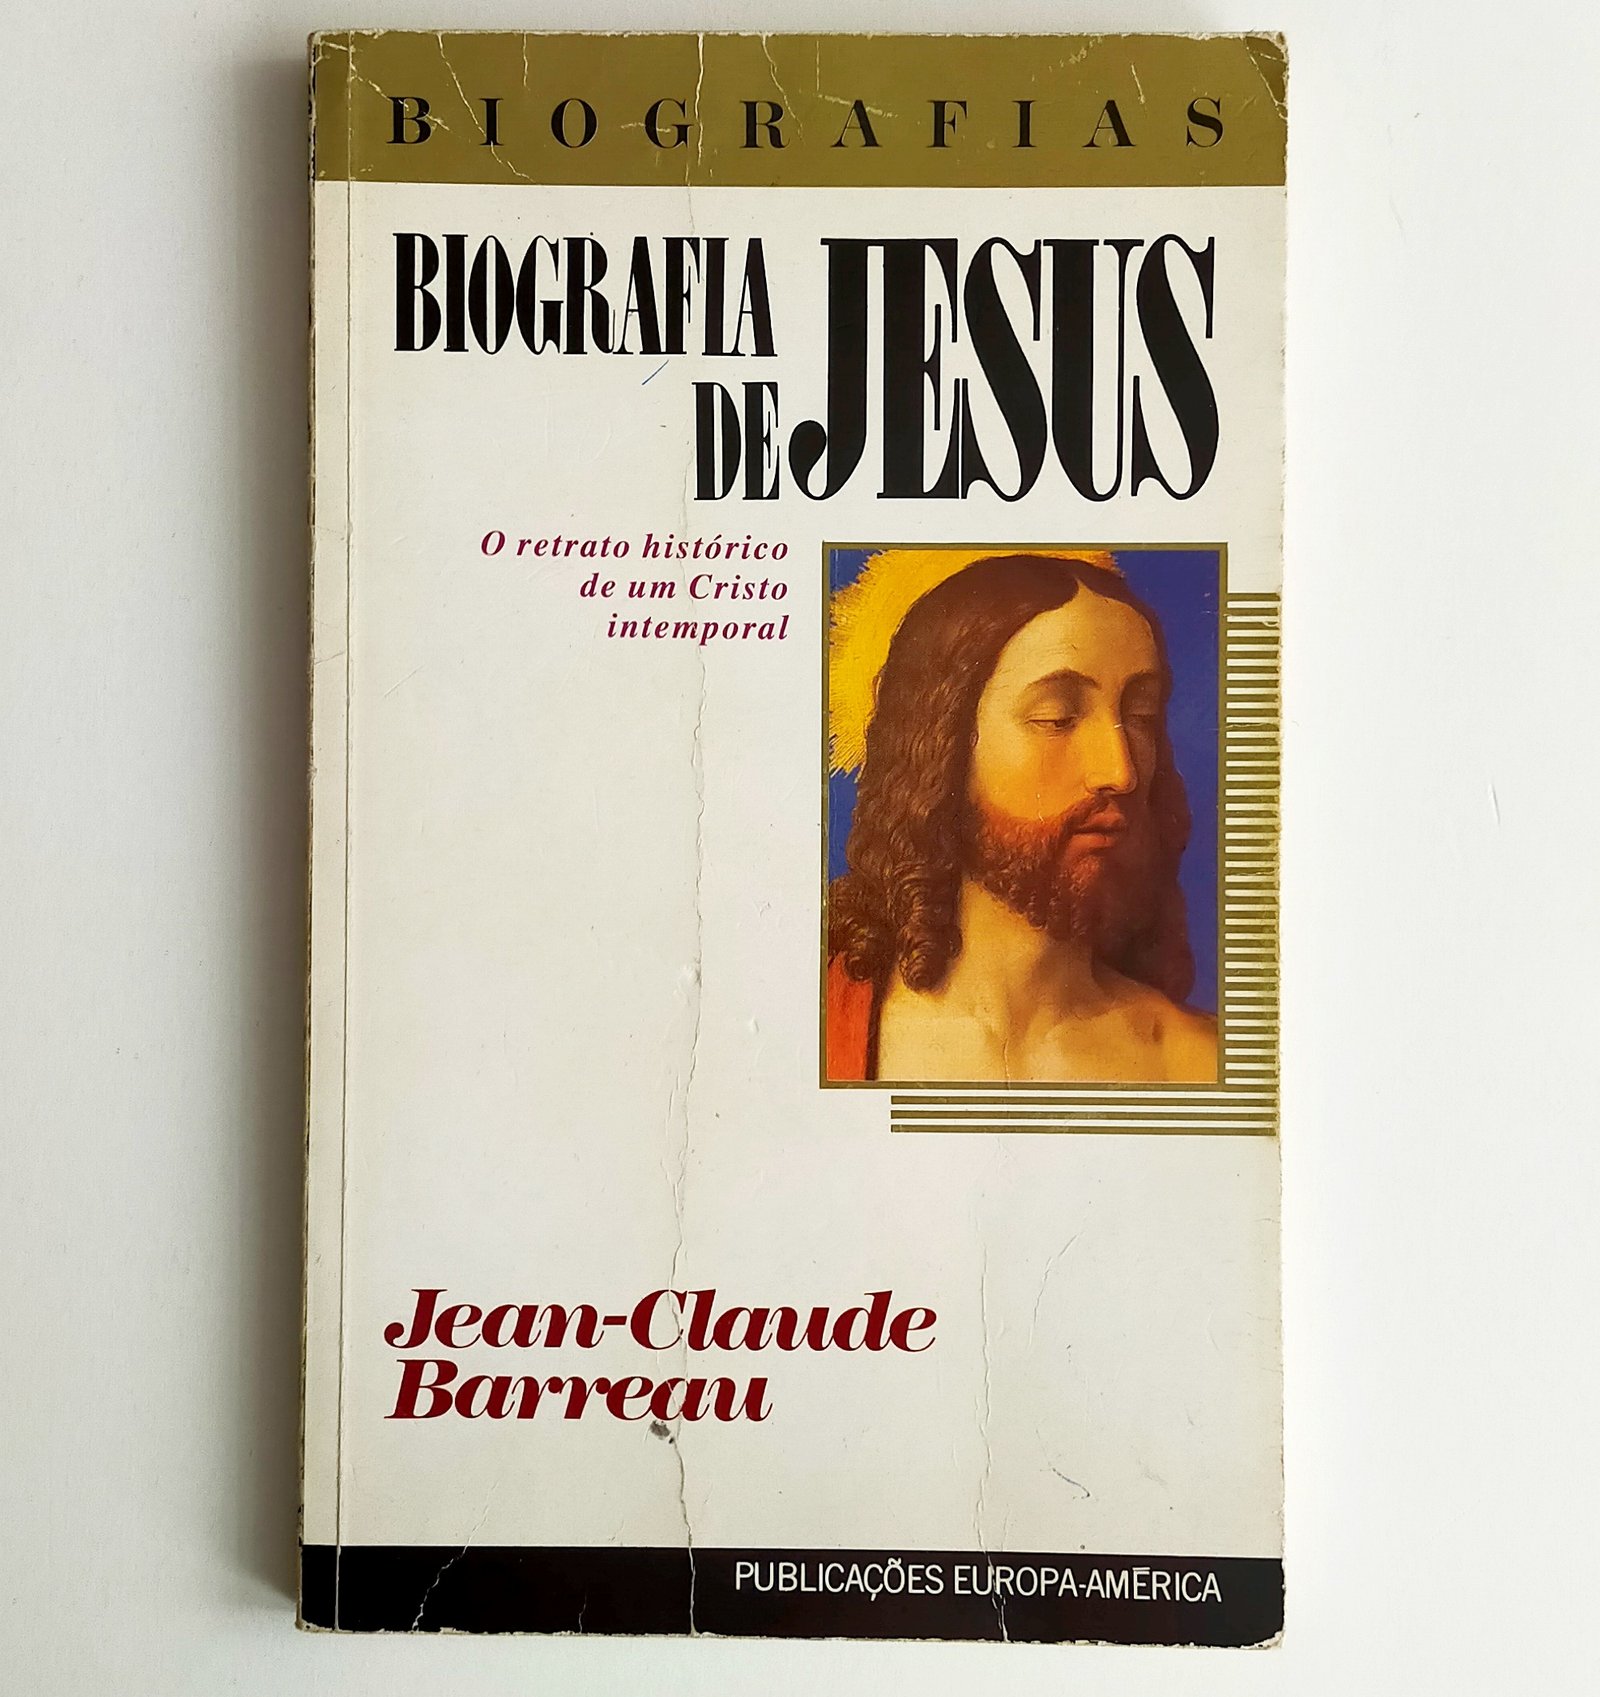 BIOGRAFIAS
BIOGRAFIA
DE JESUS
O retrato histórico
de um Cristo
intemporal
Jean-Claude
Barreau
PUBLICAÇÕES EUROPA-AMÉRICA